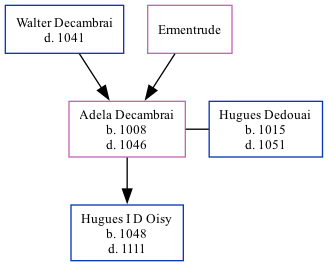 Walter Decambrai
d. 1041
Ermentrude
Adela Decambrai
b. 1008
d. 1046
Hugues Dedouai
b. 1015
d. 1051
Hugues I D Oisy
b. 1048
d. 1111